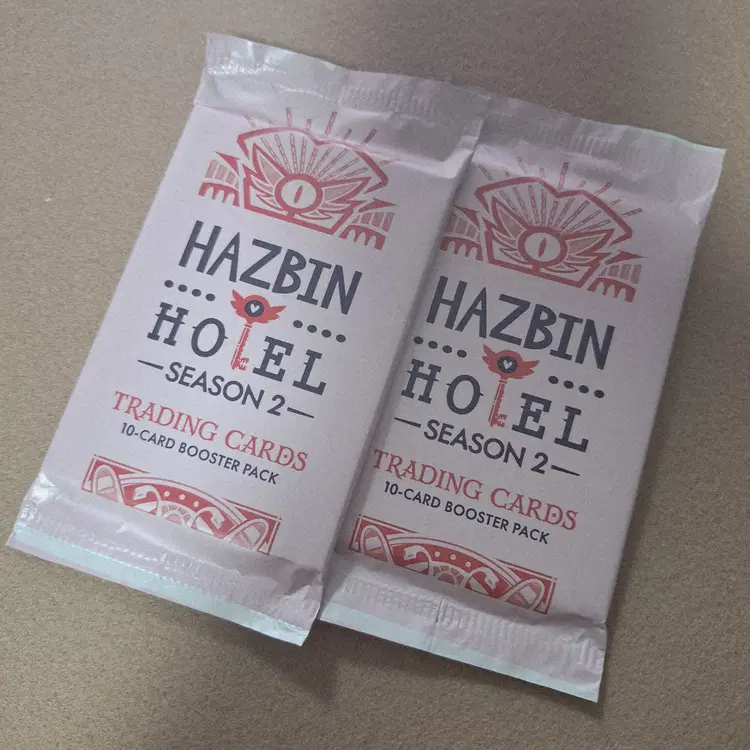 HAZBIN
HOTEL
SEASON 2
TRADING CARDS
10-CARD BOOSTER PACK
HAZBIN
HOTEL
SEASON 2
TRADING CARDS
10-CARD BOOSTER PACK